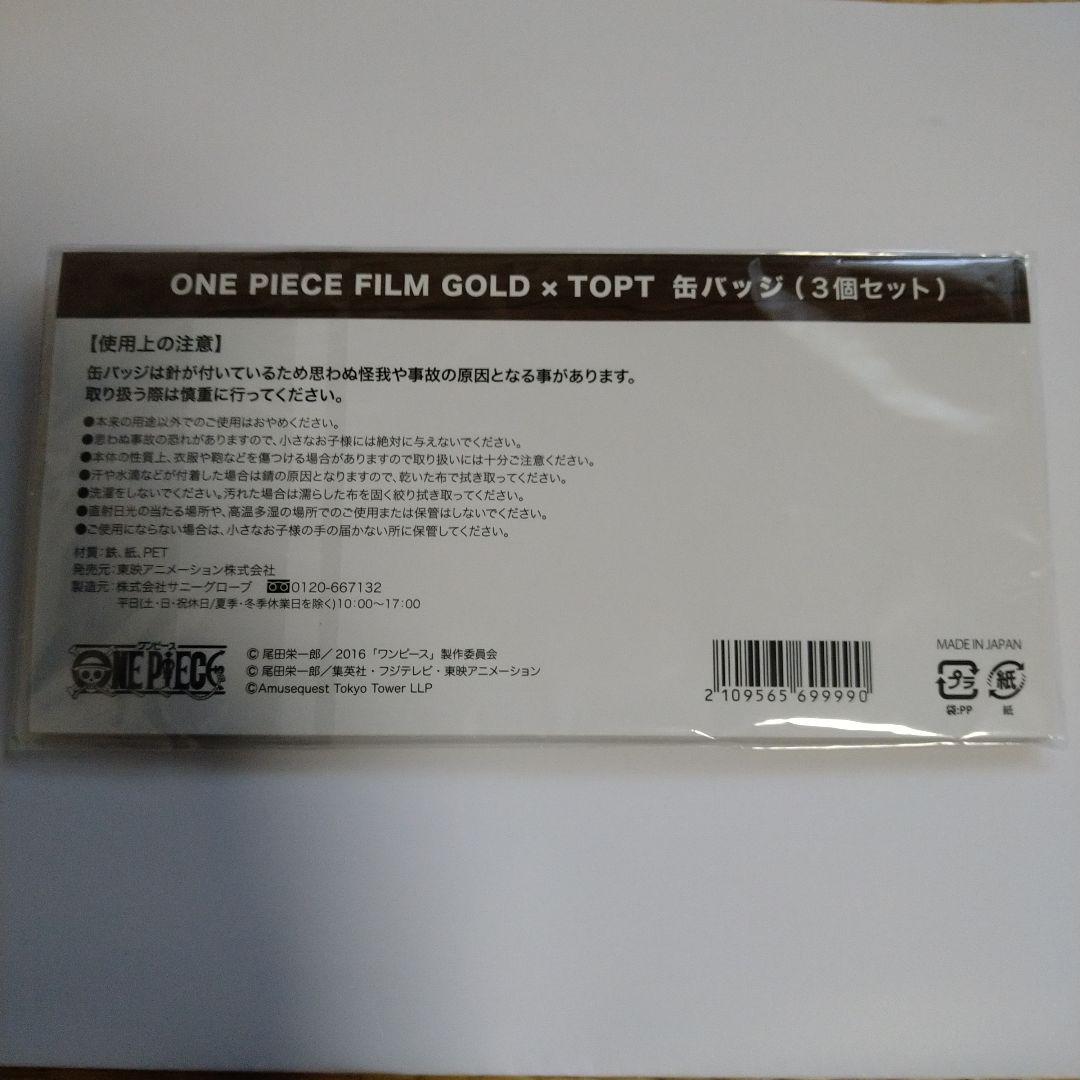 ONE PIECE FILM GOLD × TOPT 缶バッジ（3個セット）
【使用上の注意】
缶バッジは針が付いているため思わぬ怪我や事故の原因となる事があります。
取り扱う際は慎重に行ってください。
●本来の用途以外でのご使用はおやめください。
●思わぬ事故の恐れがありますので、小さなお子様には絶対に与えないでください。
●本体の性質上、衣服や鞄などを傷つける場合がありますので取り扱いには十分ご注意ください。
●汗や水滴などが付着した場合は錆の原因となりますので、乾いた布で拭き取ってください。
●洗濯をしないでください。汚れた場合は濡らした布を固く絞り拭き取ってください。
●直射日光の当たる場所や、高温多湿の場所でのご使用または保管はしないでください。
●ご使用にならない場合は、小さなお子様の手の届かない所に保管してください。
材質：鉄、紙、PET
発売元：東映アニメーション株式会社
製造元：株式会社サニーグローブ 0120-667132
平日(土・日・祝休日/夏季・冬季休業日を除く)10：00～17：00
ワンピース
ONE PIECE
© 尾田栄一郎／2016「ワンピース」製作委員会
© 尾田栄一郎／集英社・フジテレビ・東映アニメーション
©Amusequest Tokyo Tower LLP
2 109565 699990
MADE IN JAPAN
プラ 紙
袋:PP 紙